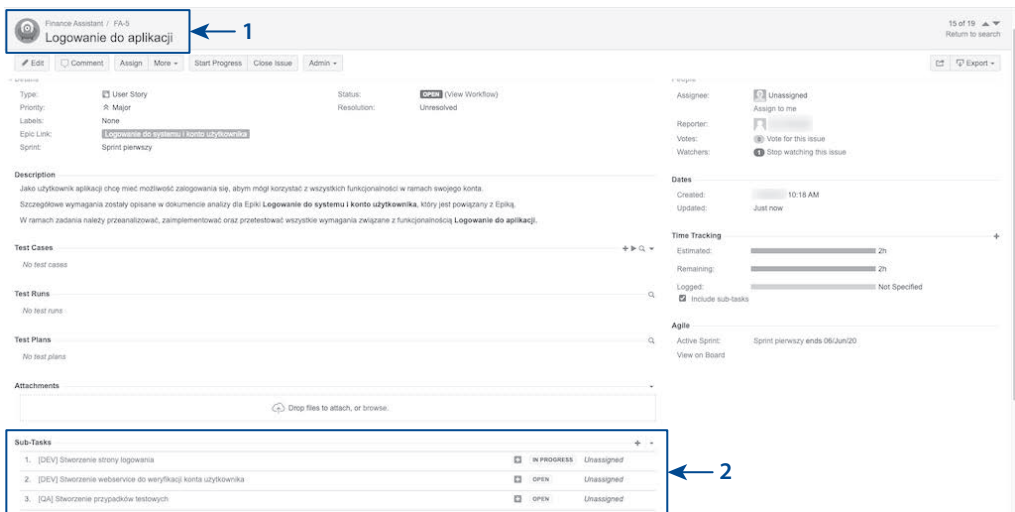 Finance Assistant / FA-5
Logowanie do aplikacji
1
15 of 19
Return to search
Edit Comment Assign More Start Progress Close Issue Admin Export
Details
People
Type: User Story Status: OPEN (View Workflow)
Priority: Major Resolution: Unresolved
Labels: None
Epic Link: Logowanie do systemu i konto użytkownika
Sprint: Sprint pierwszy
Assignee: Unassigned
Assign to me
Reporter:
Votes: 0 Vote for this issue
Watchers: 1 Stop watching this issue
Description
Jako użytkownik aplikacji chcę mieć możliwość zalogowania się, abym mógł korzystać z wszystkich funkcjonalności w ramach swojego konta.
Szczegółowe wymagania zostały opisane w dokumencie analizy dla Epiki Logowanie do systemu i konto użytkownika, który jest powiązany z Epiką.
W ramach zadania należy przeanalizować, zaimplementować oraz przetestować wszystkie wymagania związane z funkcjonalnością Logowanie do aplikacji.
Dates
Created: 10:18 AM
Updated: Just now
Test Cases
No test cases
Test Runs
No test runs
Test Plans
No test plans
Time Tracking
Estimated: 2h
Remaining: 2h
Logged: Not Specified
Include sub-tasks
Agile
Active Sprint: Sprint pierwszy ends 06/Jun/20
View on Board
Attachments
Drop files to attach, or browse.
Sub-Tasks
1. [DEV] Stworzenie strony logowania IN PROGRESS Unassigned
2. [DEV] Stworzenie webservice do weryfikacji konta użytkownika OPEN Unassigned
3. [QA] Stworzenie przypadków testowych OPEN Unassigned
2